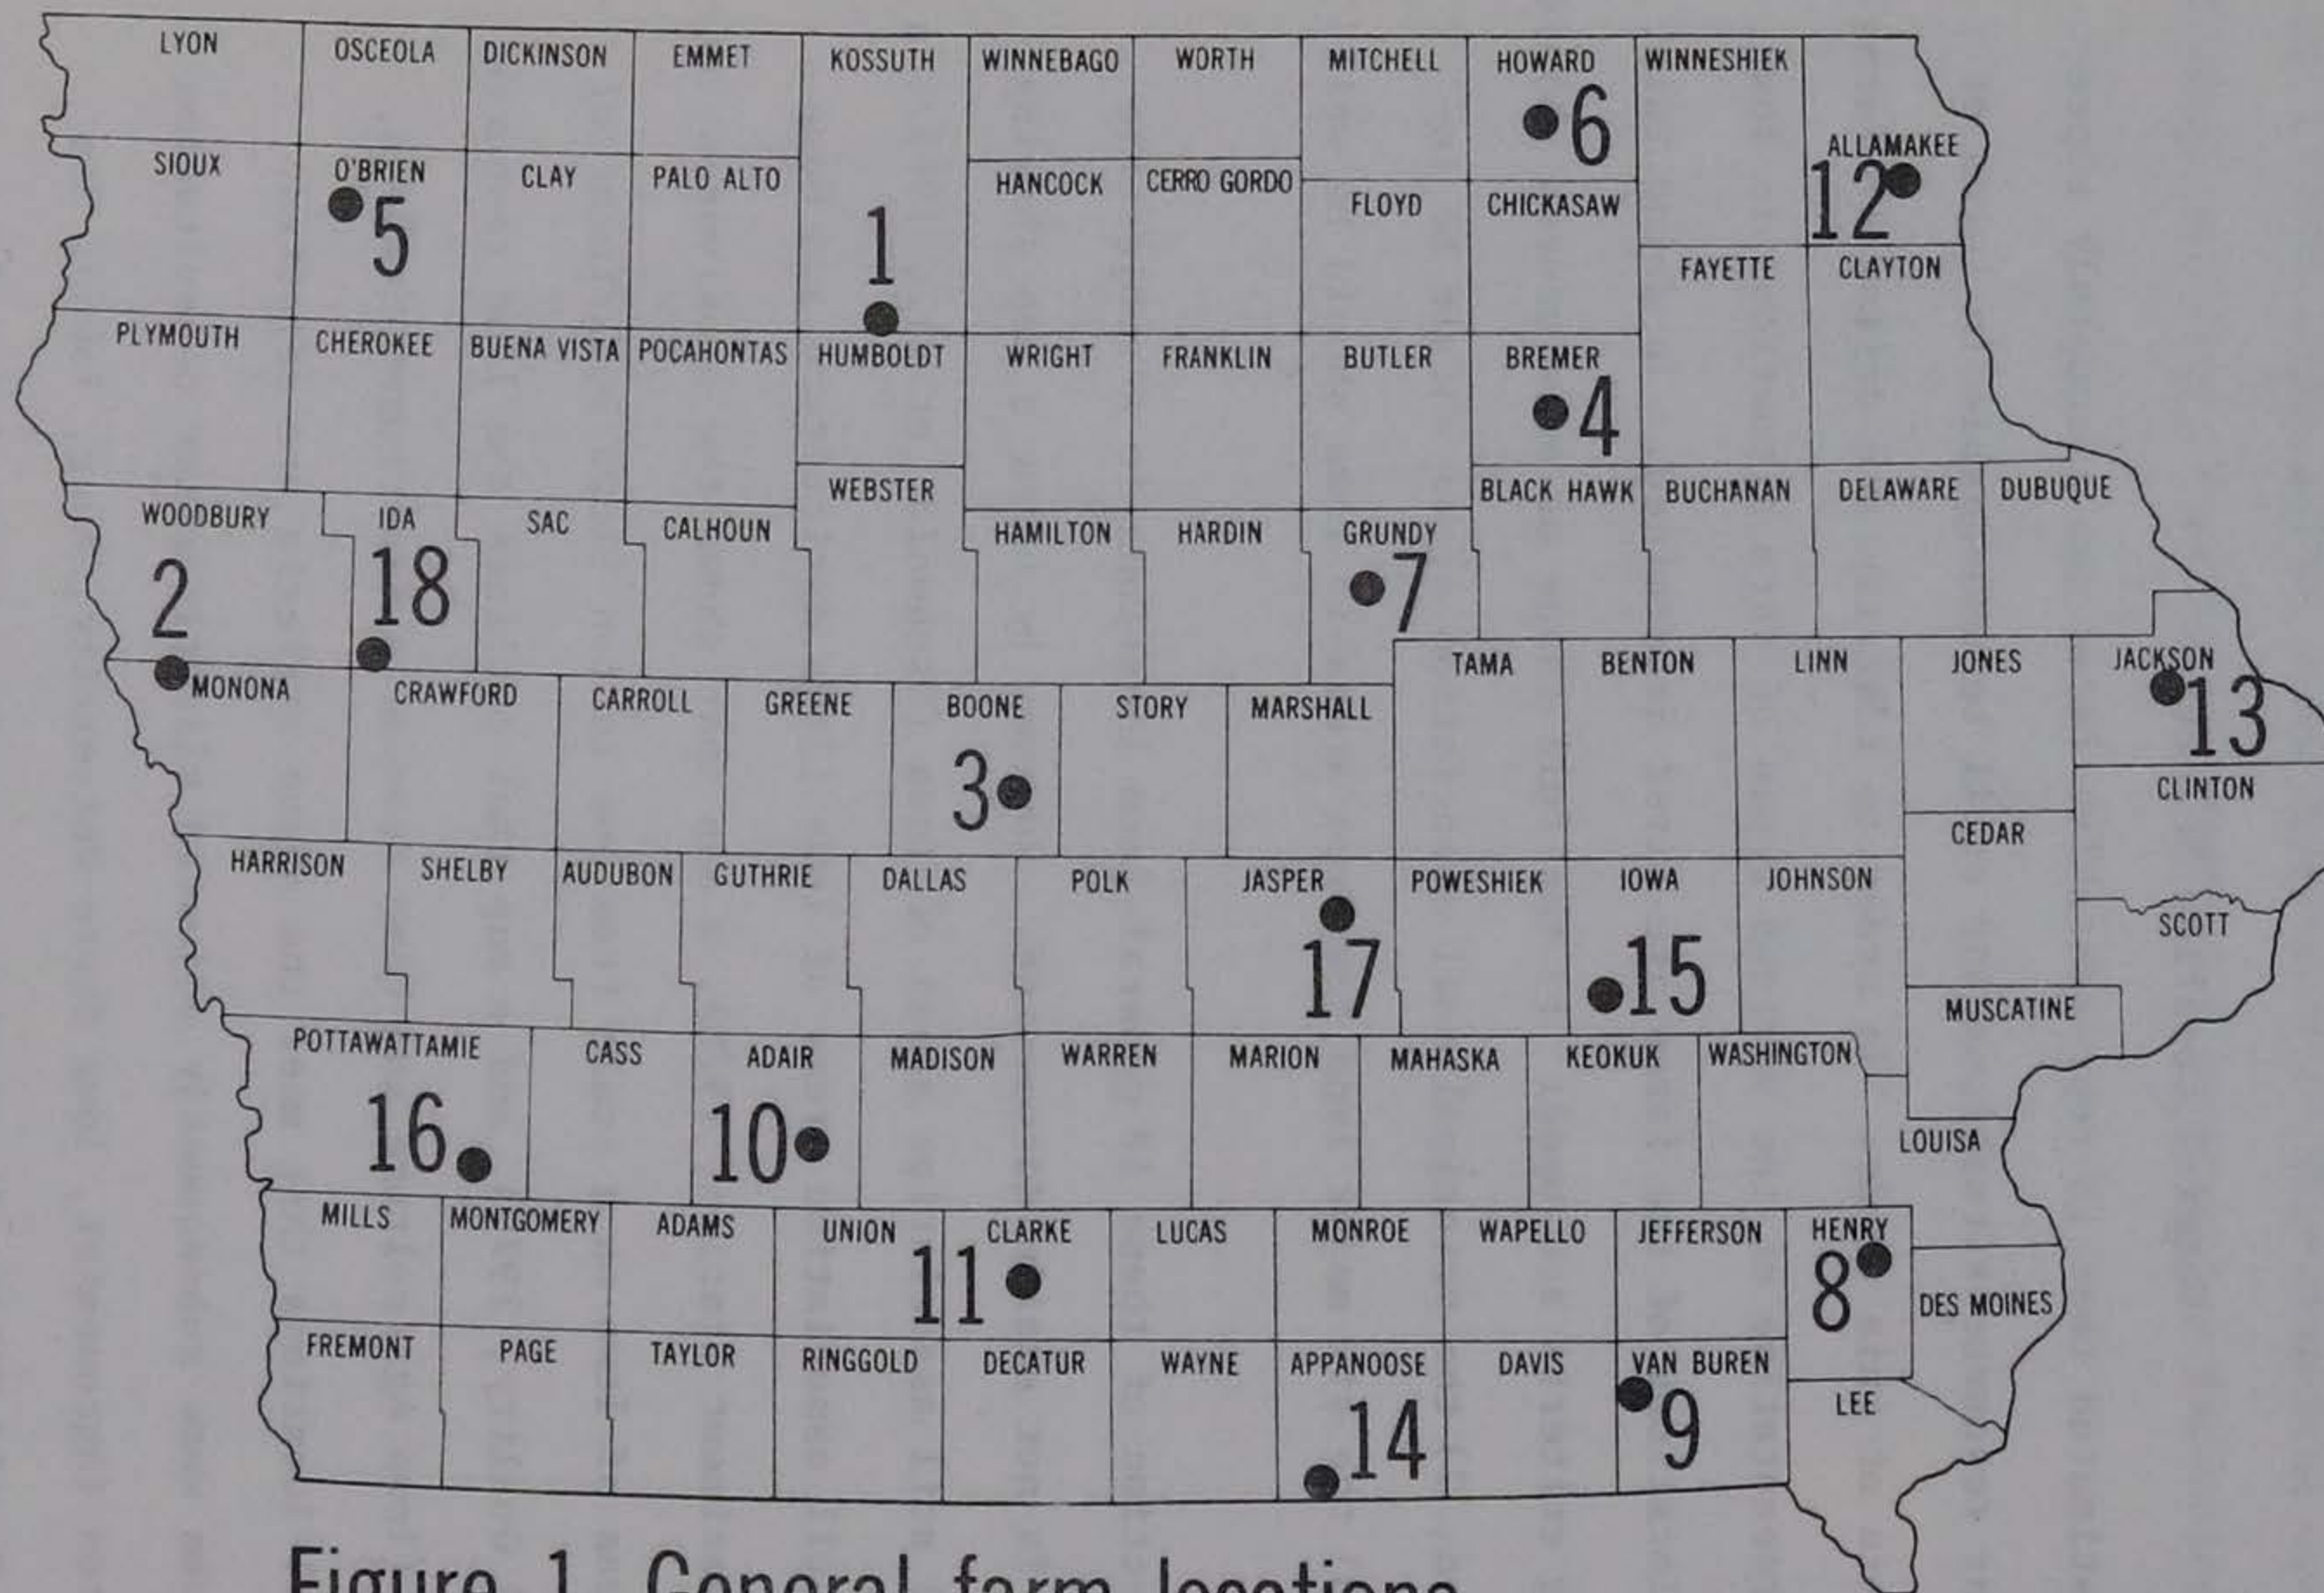 LYON OSCEOLA DICKINSON EMMET KOSSUTH WINNEBAGO WORTH MITCHELL HOWARD WINNESHIEK
6
ALLAMAKEE
12
SIOUX O'BRIEN CLAY PALO ALTO HANCOCK CERRO GORDO FLOYD CHICKASAW
5
1
FAYETTE CLAYTON
PLYMOUTH CHEROKEE BUENA VISTA POCAHONTAS HUMBOLDT WRIGHT FRANKLIN BUTLER BREMER
4
WEBSTER BLACK HAWK BUCHANAN DELAWARE DUBUQUE
WOODBURY IDA SAC CALHOUN HAMILTON HARDIN GRUNDY
2
18
7
MONONA CRAWFORD CARROLL GREENE BOONE STORY MARSHALL TAMA BENTON LINN JONES JACKSON
13
3
CLINTON
CEDAR
HARRISON SHELBY AUDUBON GUTHRIE DALLAS POLK JASPER POWESHIEK IOWA JOHNSON
SCOTT
17
15
MUSCATINE
POTTAWATTAMIE CASS ADAIR MADISON WARREN MARION MAHASKA KEOKUK WASHINGTON
16
10
LOUISA
MILLS MONTGOMERY ADAMS UNION CLARKE LUCAS MONROE WAPELLO JEFFERSON HENRY
11
8
DES MOINES
FREMONT PAGE TAYLOR RINGGOLD DECATUR WAYNE APPANOOSE DAVIS VAN BUREN
LEE
14
9
Figure 1. General farm locations